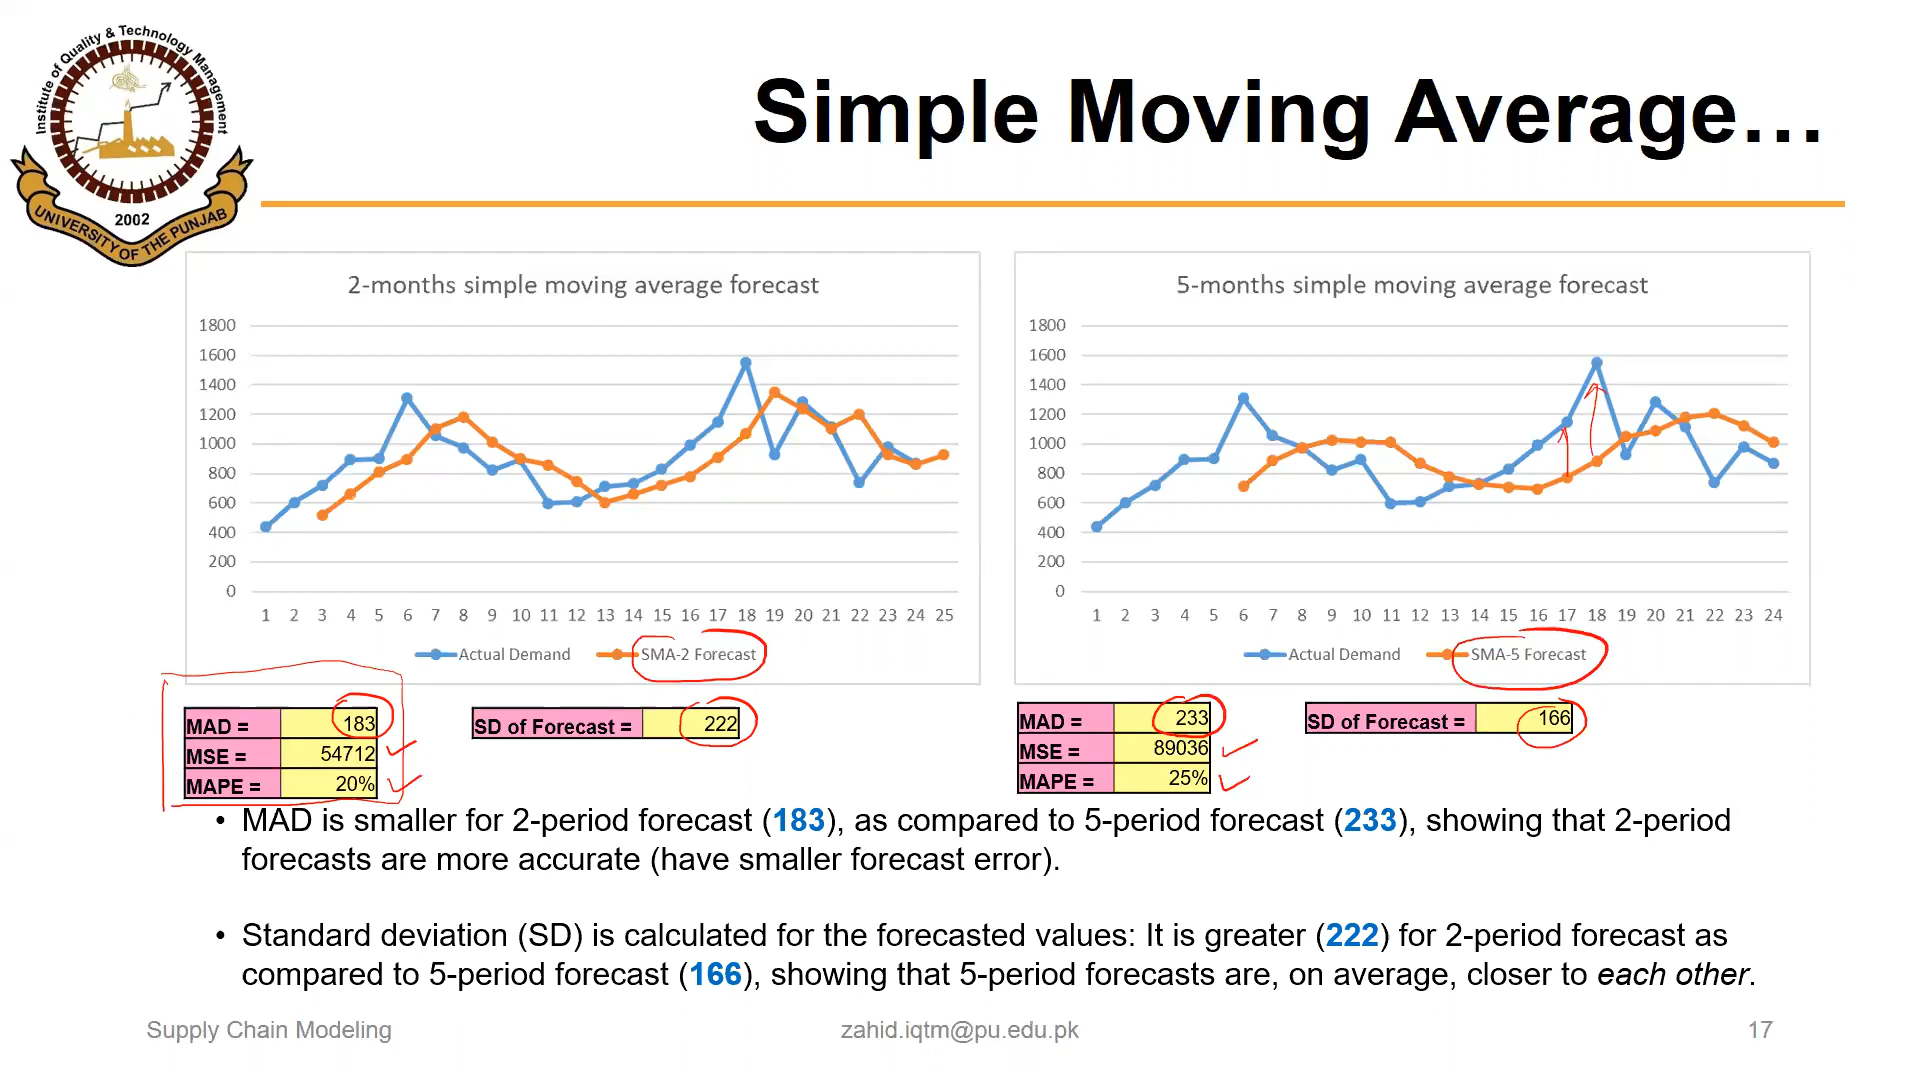 Institute of Quality & Technology Management
2002
UNIVERSITY OF THE PUNJAB
Simple Moving Average…
2-months simple moving average forecast
1800
1600
1400
1200
1000
800
600
400
200
0
1 2 3 4 5 6 7 8 9 10 11 12 13 14 15 16 17 18 19 20 21 22 23 24 25
Actual Demand SMA-2 Forecast
5-months simple moving average forecast
1800
1600
1400
1200
1000
800
600
400
200
0
1 2 3 4 5 6 7 8 9 10 11 12 13 14 15 16 17 18 19 20 21 22 23 24
Actual Demand SMA-5 Forecast
MAD = 183
MSE = 54712
MAPE = 20%
SD of Forecast = 222
MAD = 233
MSE = 89036
MAPE = 25%
SD of Forecast = 166
• MAD is smaller for 2-period forecast (183), as compared to 5-period forecast (233), showing that 2-period
forecasts are more accurate (have smaller forecast error).
• Standard deviation (SD) is calculated for the forecasted values: It is greater (222) for 2-period forecast as
compared to 5-period forecast (166), showing that 5-period forecasts are, on average, closer to each other.
Supply Chain Modeling zahid.iqtm@pu.edu.pk 17